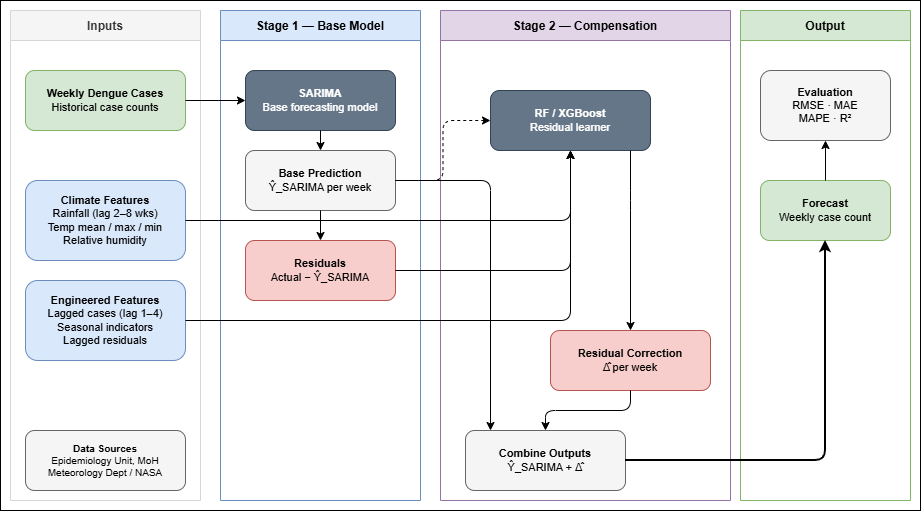 Inputs
Stage 1 — Base Model
Stage 2 — Compensation
Output
Weekly Dengue Cases
Historical case counts
Climate Features
Rainfall (lag 2–8 wks)
Temp mean / max / min
Relative humidity
Engineered Features
Lagged cases (lag 1–4)
Seasonal indicators
Lagged residuals
Data Sources
Epidemiology Unit, MoH
Meteorology Dept / NASA
SARIMA
Base forecasting model
Base Prediction
Ŷ_SARIMA per week
Residuals
Actual − Ŷ_SARIMA
RF / XGBoost
Residual learner
Residual Correction
Δ̂ per week
Combine Outputs
Ŷ_SARIMA + Δ̂
Evaluation
RMSE · MAE
MAPE · R²
Forecast
Weekly case count